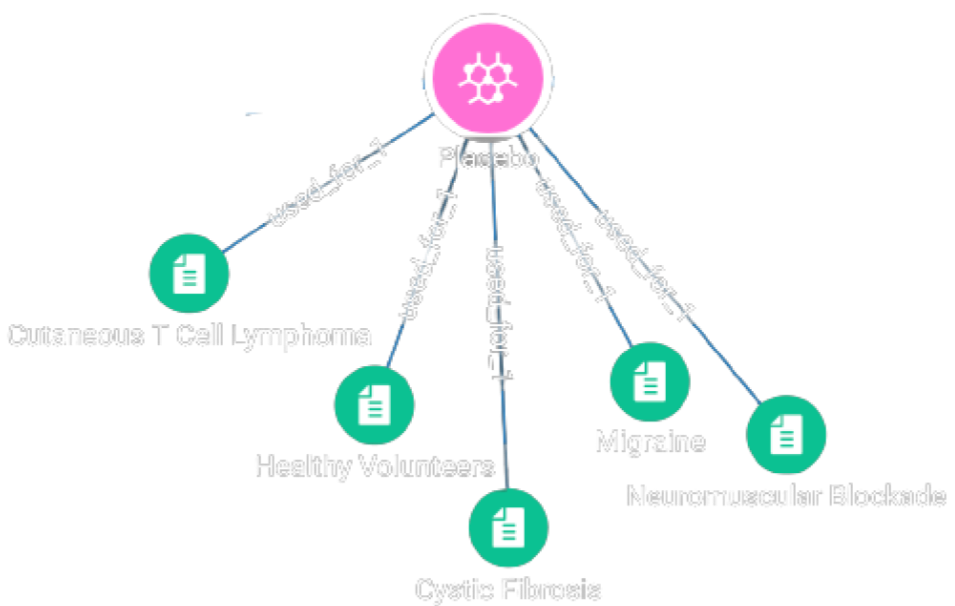 Placebo
used_for_1
used_for_1
used_for_1
used_for_1
used_for_1
Cutaneous T Cell Lymphoma
Healthy Volunteers
Migraine
Neuromuscular Blockade
Cystic Fibrosis